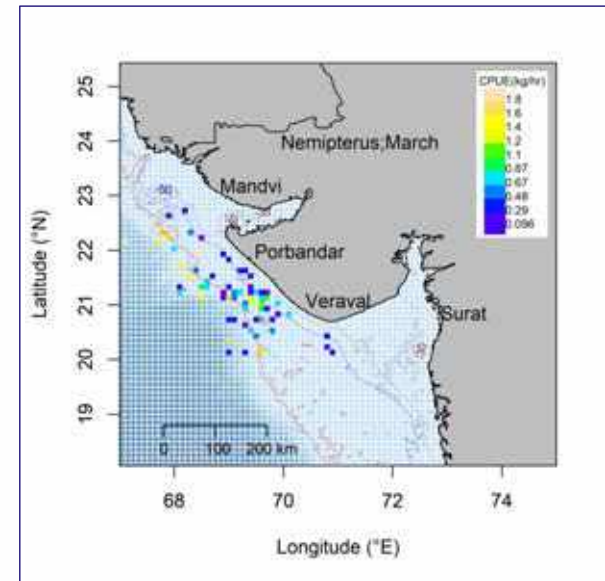 CPUE(kg/hr)
1.8
1.6
1.4
1.2
1.1
0.87
0.67
0.48
0.29
0.096
Nemipterus,March
Mandvi
Porbandar
Veraval
Surat
-50
0 100 200 km
25
24
23
22
21
20
19
Latitude (°N)
68 70 72 74
Longitude (°E)